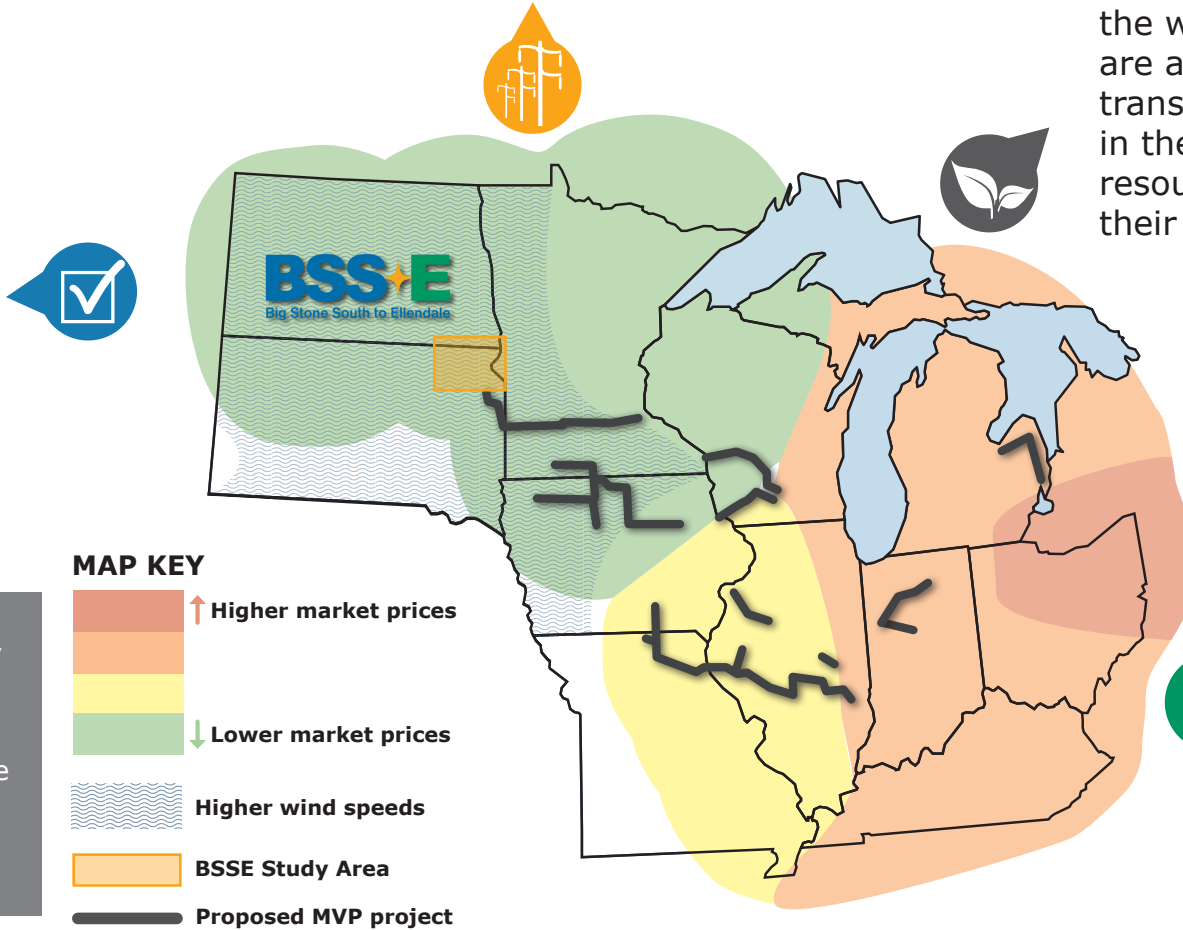 the w
are a
trans
in the
resou
their
BSS E
Big Stone South to Ellendale
MAP KEY
Higher market prices
Lower market prices
Higher wind speeds
BSSE Study Area
Proposed MVP project
e